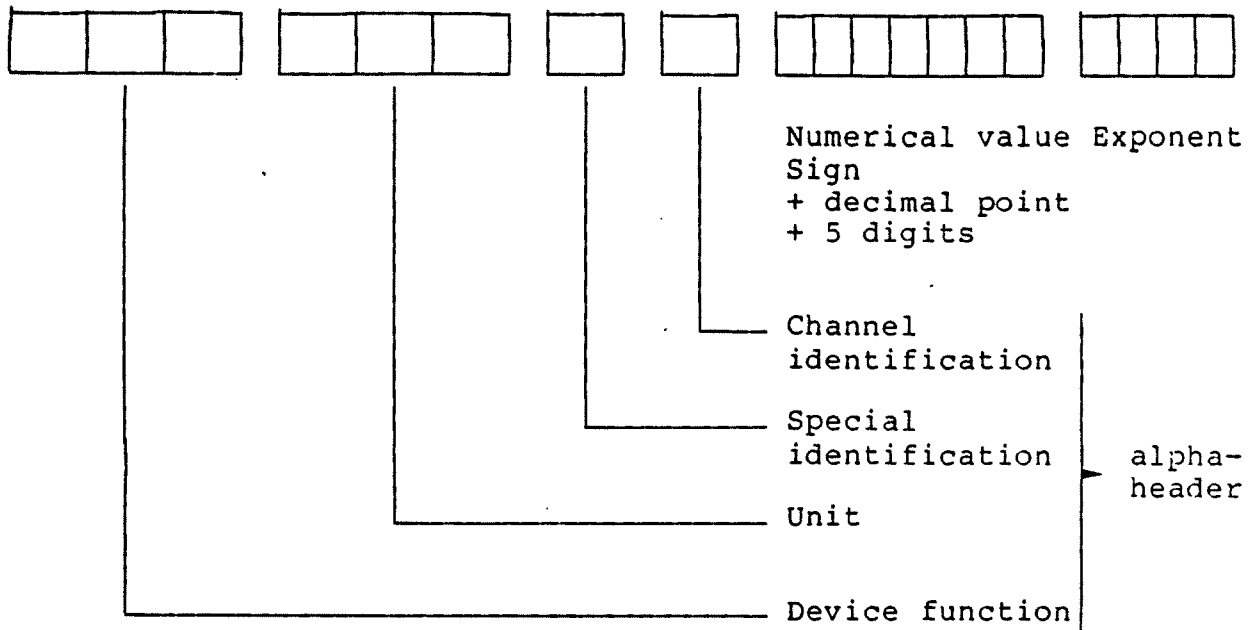 Numerical value Exponent
Sign
+ decimal point
+ 5 digits
Channel
identification
Special
identification
alpha-
header
Unit
Device function